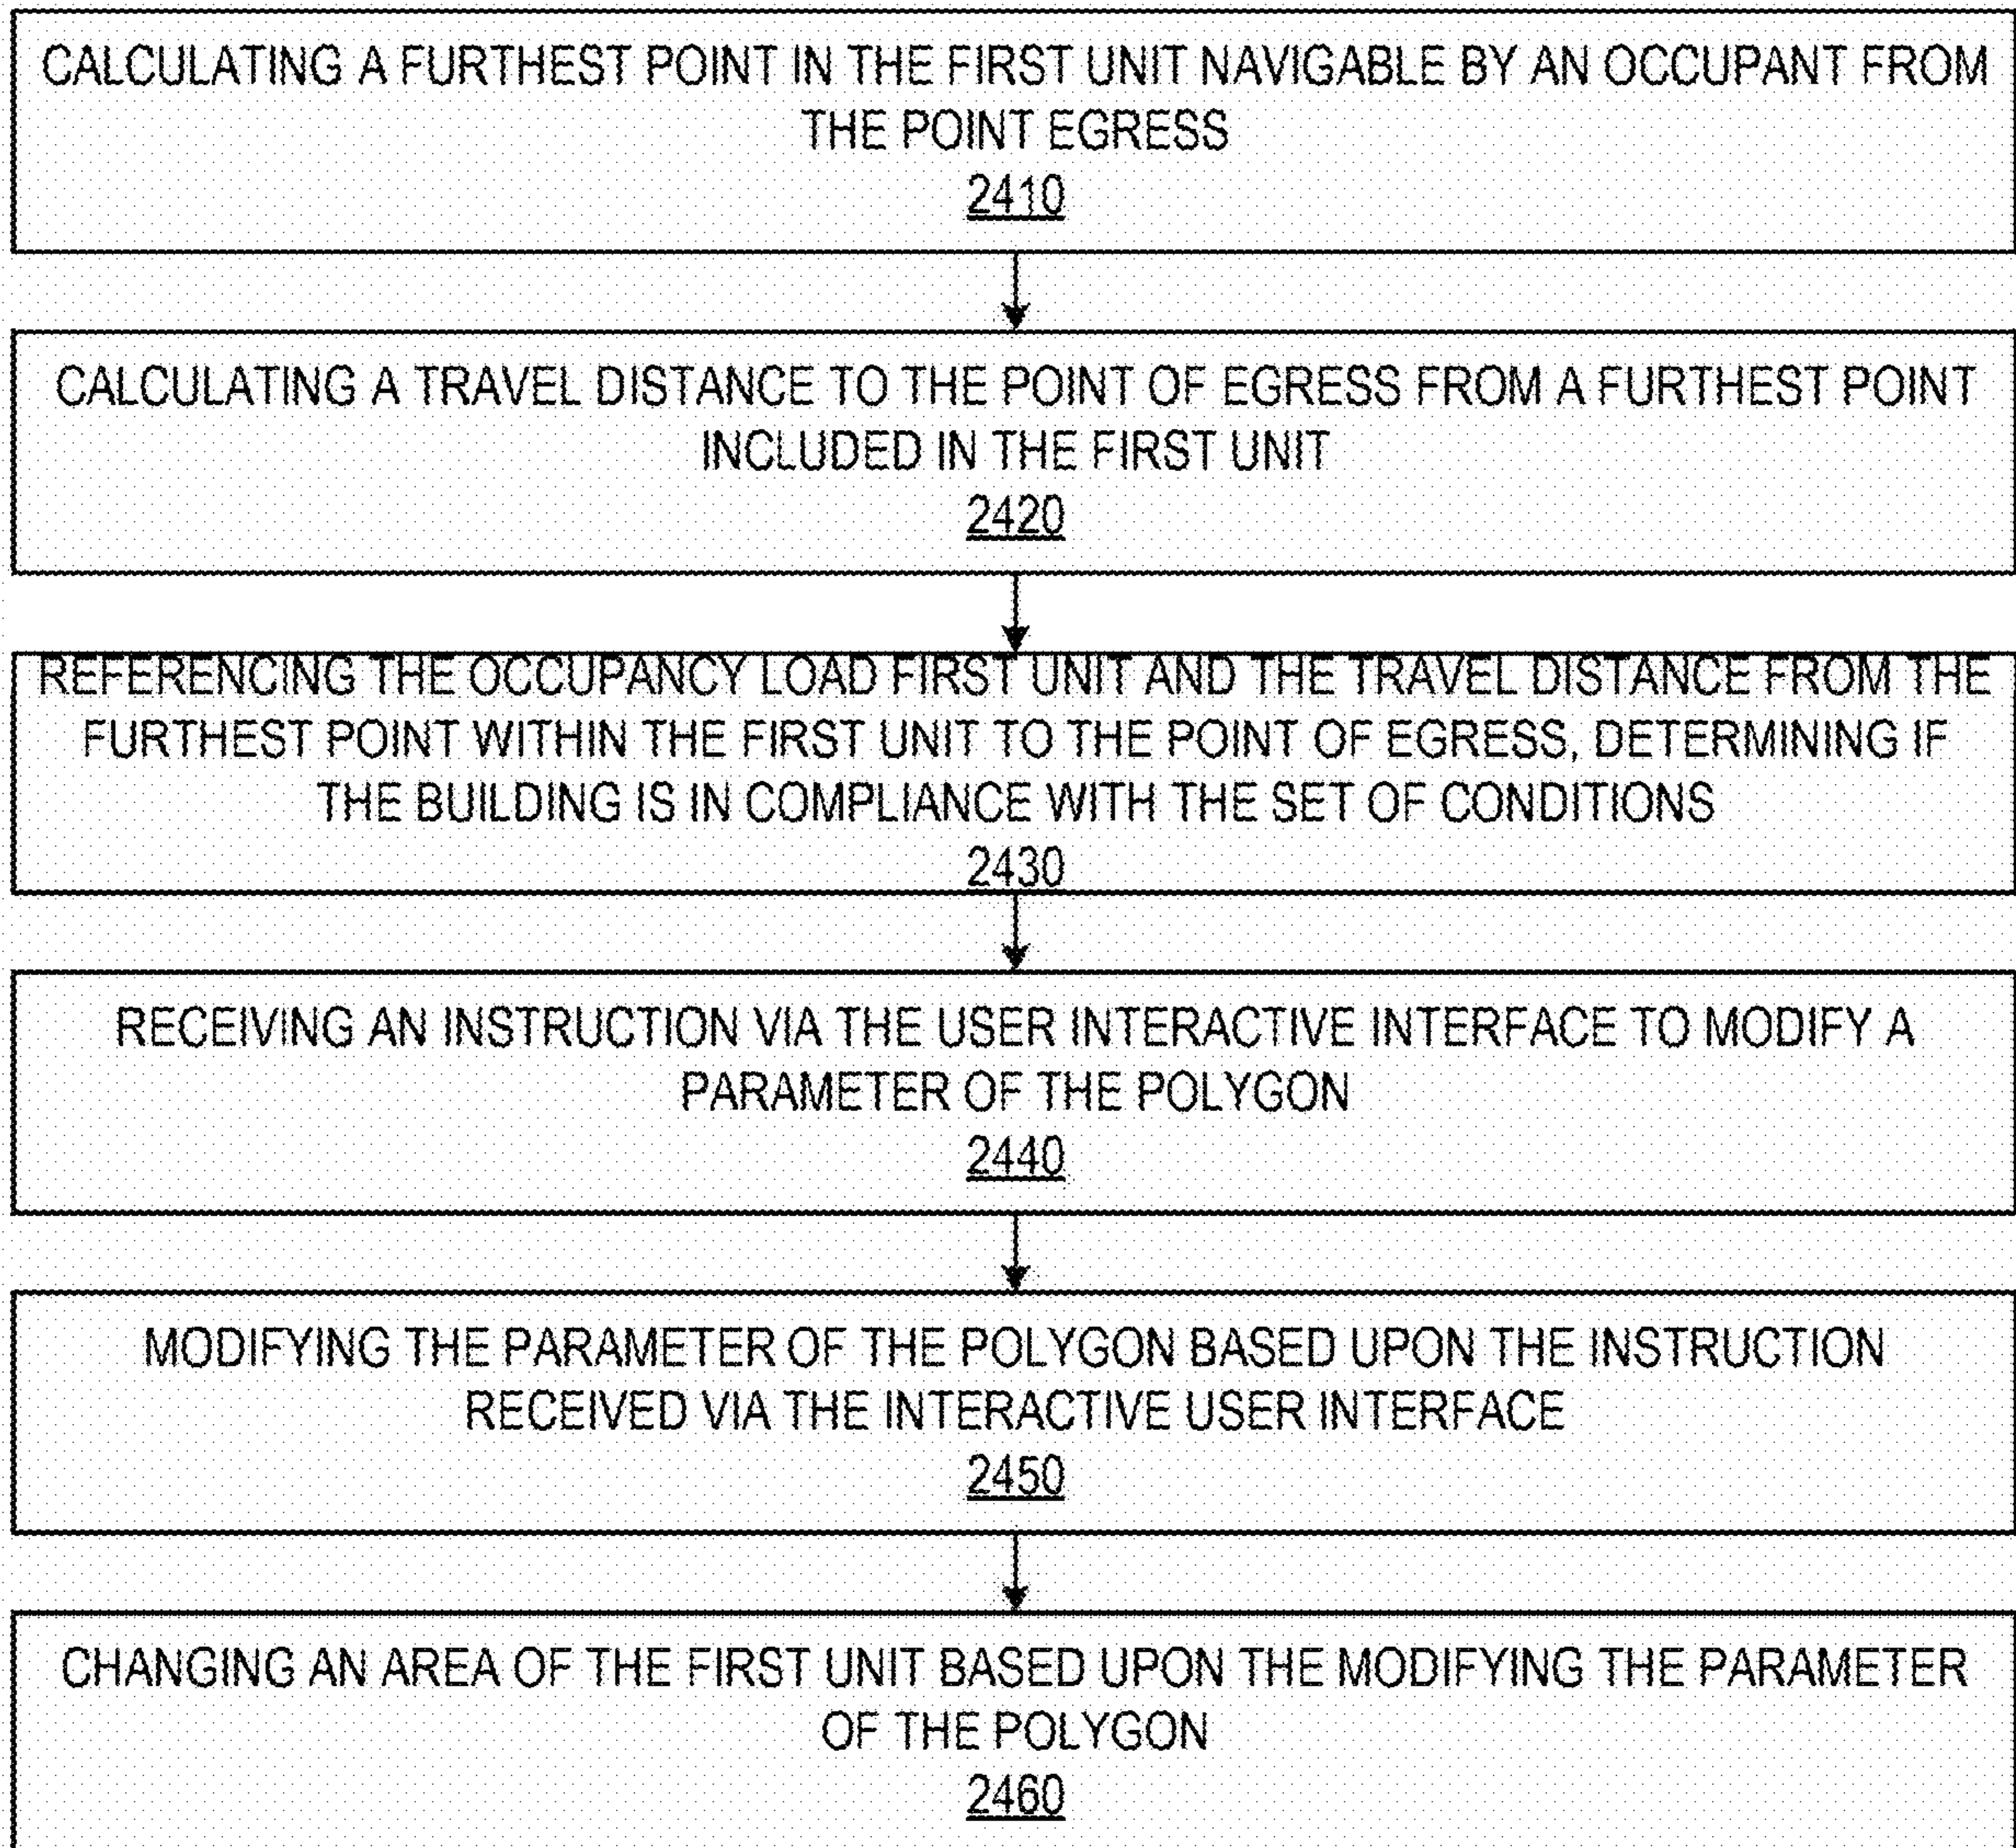 CALCULATING A FURTHEST POINT IN THE FIRST UNIT NAVIGABLE BY AN OCCUPANT FROM
THE POINT EGRESS
2410
CALCULATING A TRAVEL DISTANCE TO THE POINT OF EGRESS FROM A FURTHEST POINT
INCLUDED IN THE FIRST UNIT
2420
REFERENCING THE OCCUPANCY LOAD FIRST UNIT AND THE TRAVEL DISTANCE FROM THE
FURTHEST POINT WITHIN THE FIRST UNIT TO THE POINT OF EGRESS, DETERMINING IF
THE BUILDING IS IN COMPLIANCE WITH THE SET OF CONDITIONS
2430
RECEIVING AN INSTRUCTION VIA THE USER INTERACTIVE INTERFACE TO MODIFY A
PARAMETER OF THE POLYGON
2440
MODIFYING THE PARAMETER OF THE POLYGON BASED UPON THE INSTRUCTION
RECEIVED VIA THE INTERACTIVE USER INTERFACE
2450
CHANGING AN AREA OF THE FIRST UNIT BASED UPON THE MODIFYING THE PARAMETER
OF THE POLYGON
2460